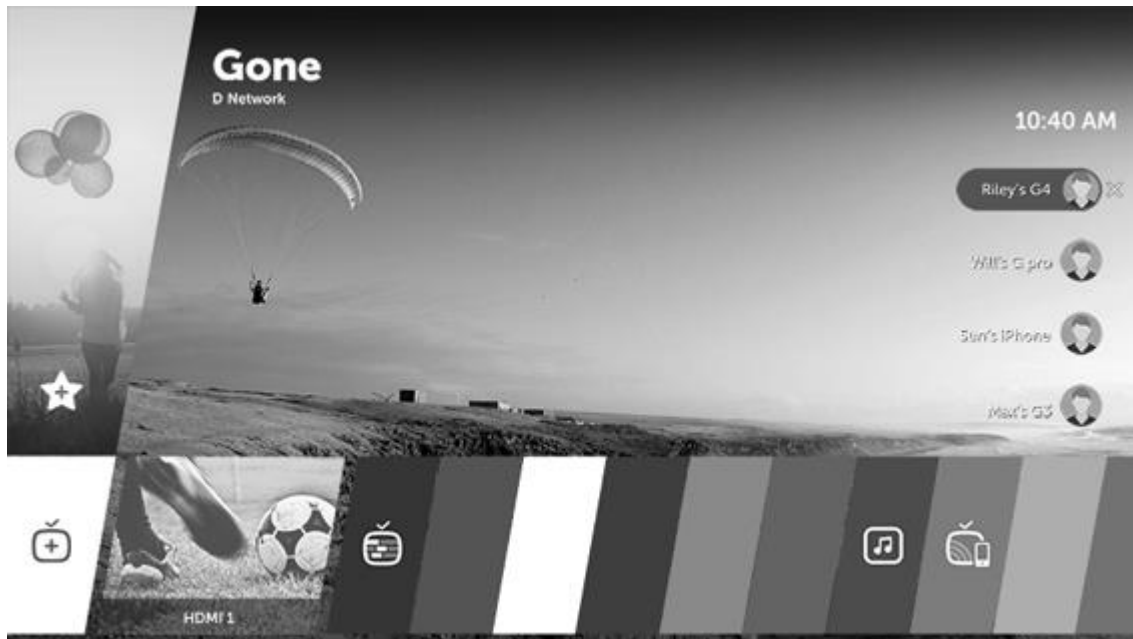 Gone
D Network
10:40 AM
Riley's G4
Will's G pro
Sun's iPhone
Max's G3
HDMI 1